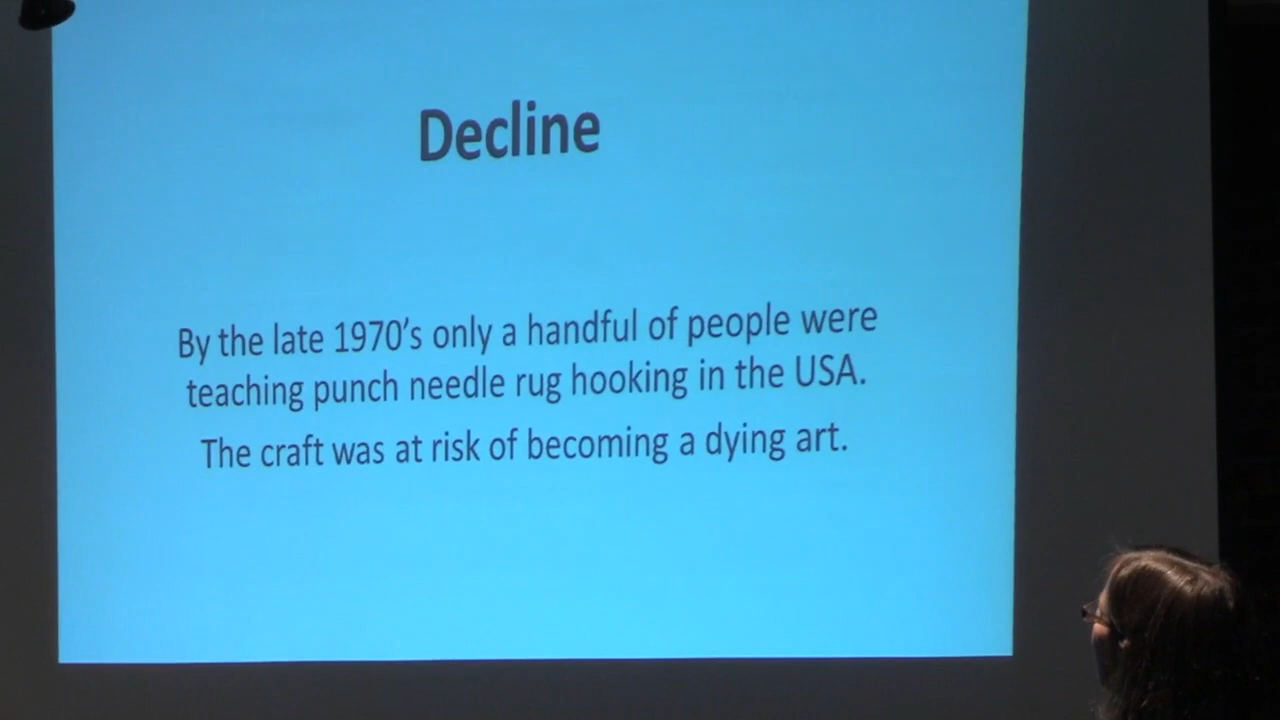 Decline
By the late 1970's only a handful of people were
teaching punch needle rug hooking in the USA.
The craft was at risk of becoming a dying art.